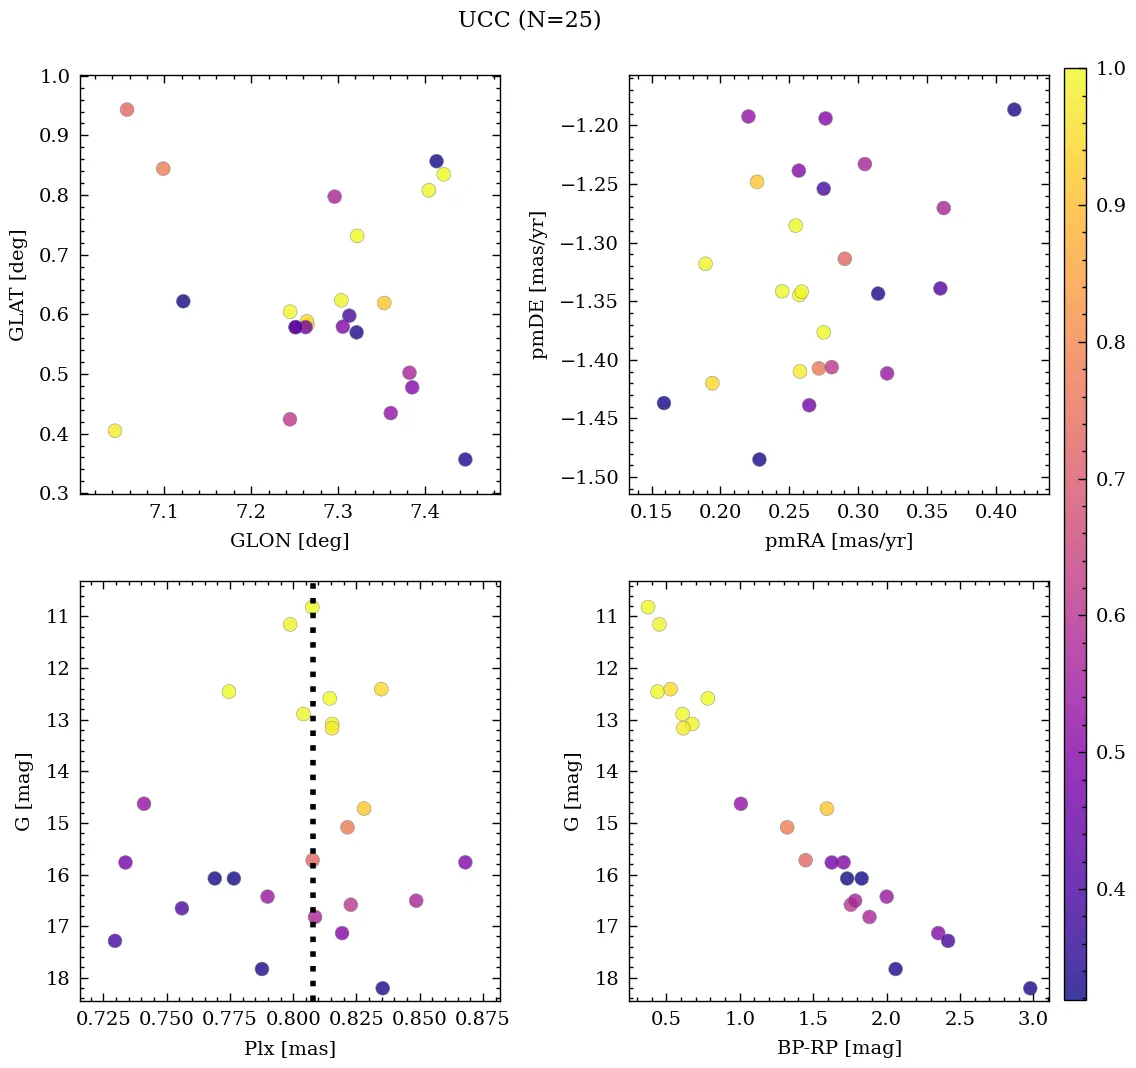 UCC (N=25)
1.0
0.9
0.8
0.7
0.6
0.5
0.4
0.3
GLAT [deg]
7.1 7.2 7.3 7.4
GLON [deg]
−1.20
−1.25
−1.30
−1.35
−1.40
−1.45
−1.50
pmDE [mas/yr]
0.15 0.20 0.25 0.30 0.35 0.40
pmRA [mas/yr]
1.0
0.9
0.8
0.7
0.6
0.5
0.4
11
12
13
14
15
16
17
18
G [mag]
0.725 0.750 0.775 0.800 0.825 0.850 0.875
Plx [mas]
11
12
13
14
15
16
17
18
G [mag]
0.5 1.0 1.5 2.0 2.5 3.0
BP-RP [mag]